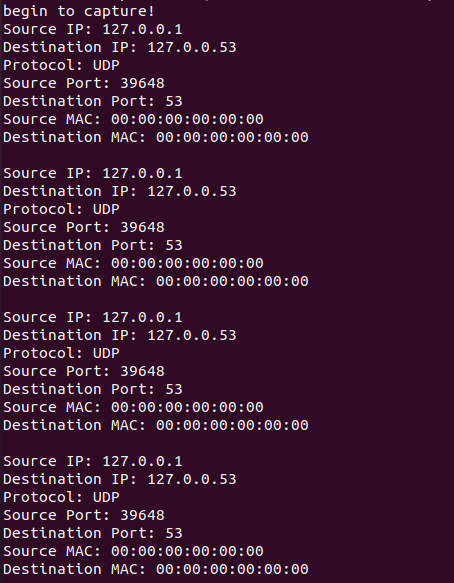 begin to capture!
Source IP: 127.0.0.1
Destination IP: 127.0.0.53
Protocol: UDP
Source Port: 39648
Destination Port: 53
Source MAC: 00:00:00:00:00:00
Destination MAC: 00:00:00:00:00:00

Source IP: 127.0.0.1
Destination IP: 127.0.0.53
Protocol: UDP
Source Port: 39648
Destination Port: 53
Source MAC: 00:00:00:00:00:00
Destination MAC: 00:00:00:00:00:00

Source IP: 127.0.0.1
Destination IP: 127.0.0.53
Protocol: UDP
Source Port: 39648
Destination Port: 53
Source MAC: 00:00:00:00:00:00
Destination MAC: 00:00:00:00:00:00

Source IP: 127.0.0.1
Destination IP: 127.0.0.53
Protocol: UDP
Source Port: 39648
Destination Port: 53
Source MAC: 00:00:00:00:00:00
Destination MAC: 00:00:00:00:00:00